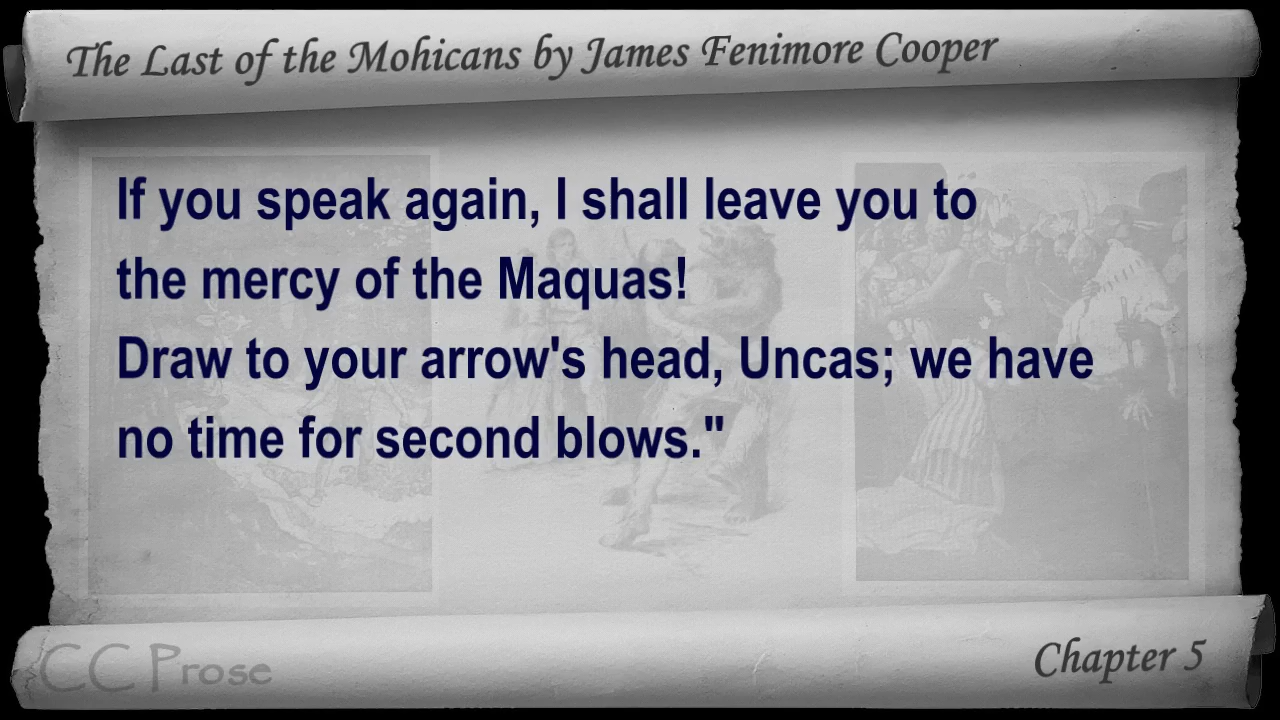 The Last of the Mohicans by James Fenimore Cooper
If you speak again, I shall leave you to
the mercy of the Maquas!
Draw to your arrow's head, Uncas; we have
no time for second blows."
CC Prose
Chapter 5